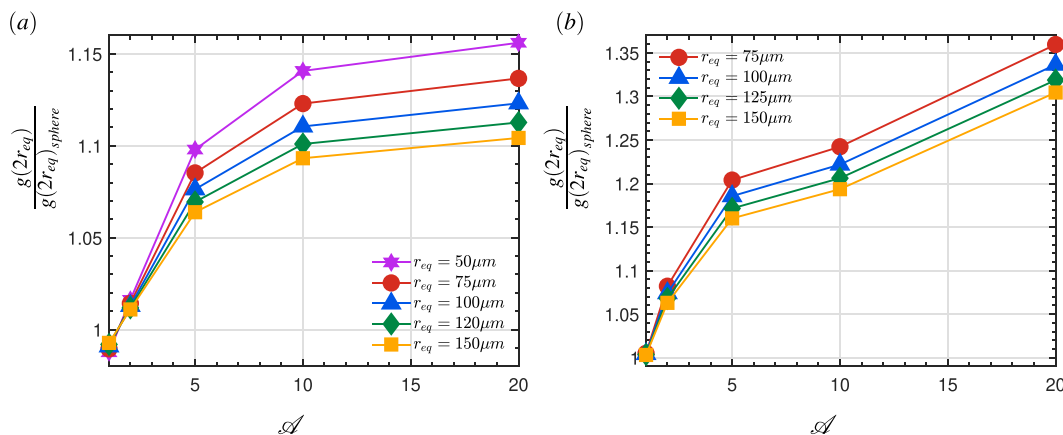 (a)
g(2r_eq)
g(2r_eq)_sphere
1.15
1.1
1.05
1
5
10
15
20
𝒜
r_eq = 50μm
r_eq = 75μm
r_eq = 100μm
r_eq = 120μm
r_eq = 150μm
(b)
g(2r_eq)
g(2r_eq)_sphere
1.35
1.3
1.25
1.2
1.15
1.1
1.05
1
5
10
15
20
𝒜
r_eq = 75μm
r_eq = 100μm
r_eq = 125μm
r_eq = 150μm